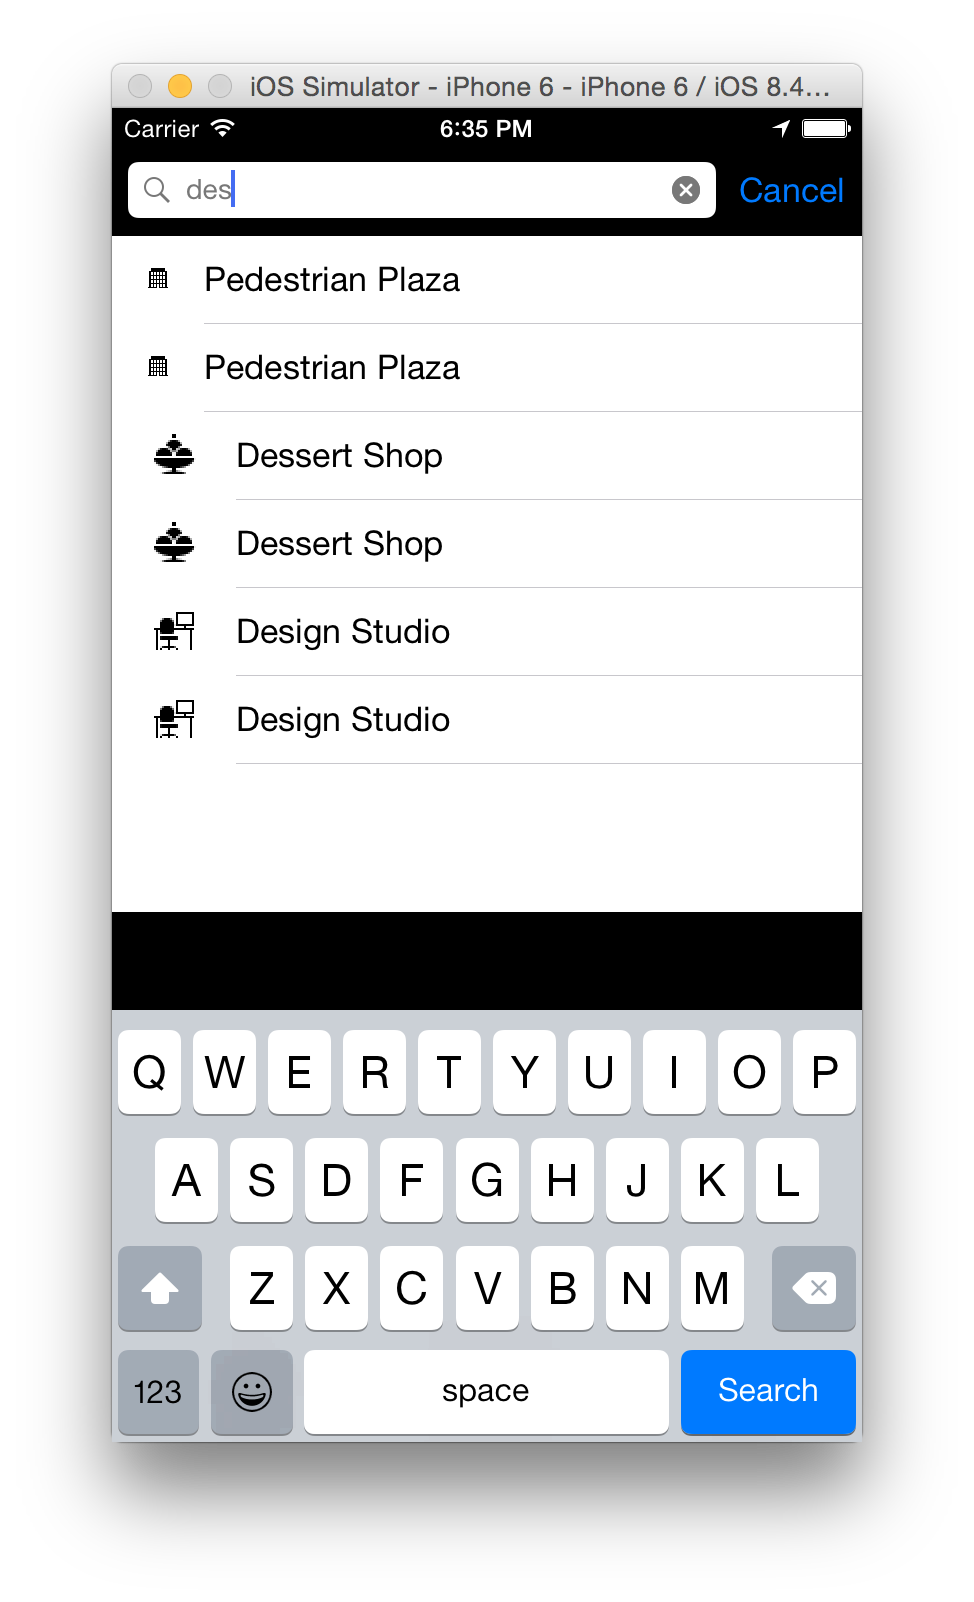 iOS Simulator - iPhone 6 - iPhone 6 / iOS 8.4...
Carrier 6:35 PM
des Cancel
Pedestrian Plaza
Pedestrian Plaza
Dessert Shop
Dessert Shop
Design Studio
Design Studio
Q W E R T Y U I O P
A S D F G H J K L
Z X C V B N M
123 space Search